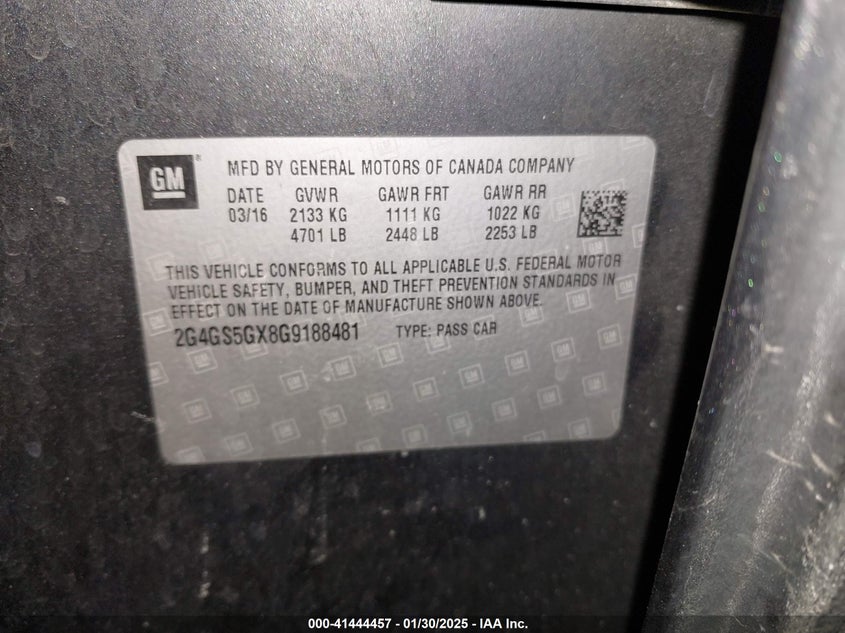 GM
MFD BY GENERAL MOTORS OF CANADA COMPANY
DATE GVWR GAWR FRT GAWR RR
03/16 2133 KG 1111 KG 1022 KG
4701 LB 2448 LB 2253 LB
THIS VEHICLE CONFORMS TO ALL APPLICABLE U.S. FEDERAL MOTOR
VEHICLE SAFETY, BUMPER, AND THEFT PREVENTION STANDARDS IN
EFFECT ON THE DATE OF MANUFACTURE SHOWN ABOVE.
2G4GS5GX8G9188481 TYPE: PASS CAR
000-41444457 - 01/30/2025 - IAA Inc.